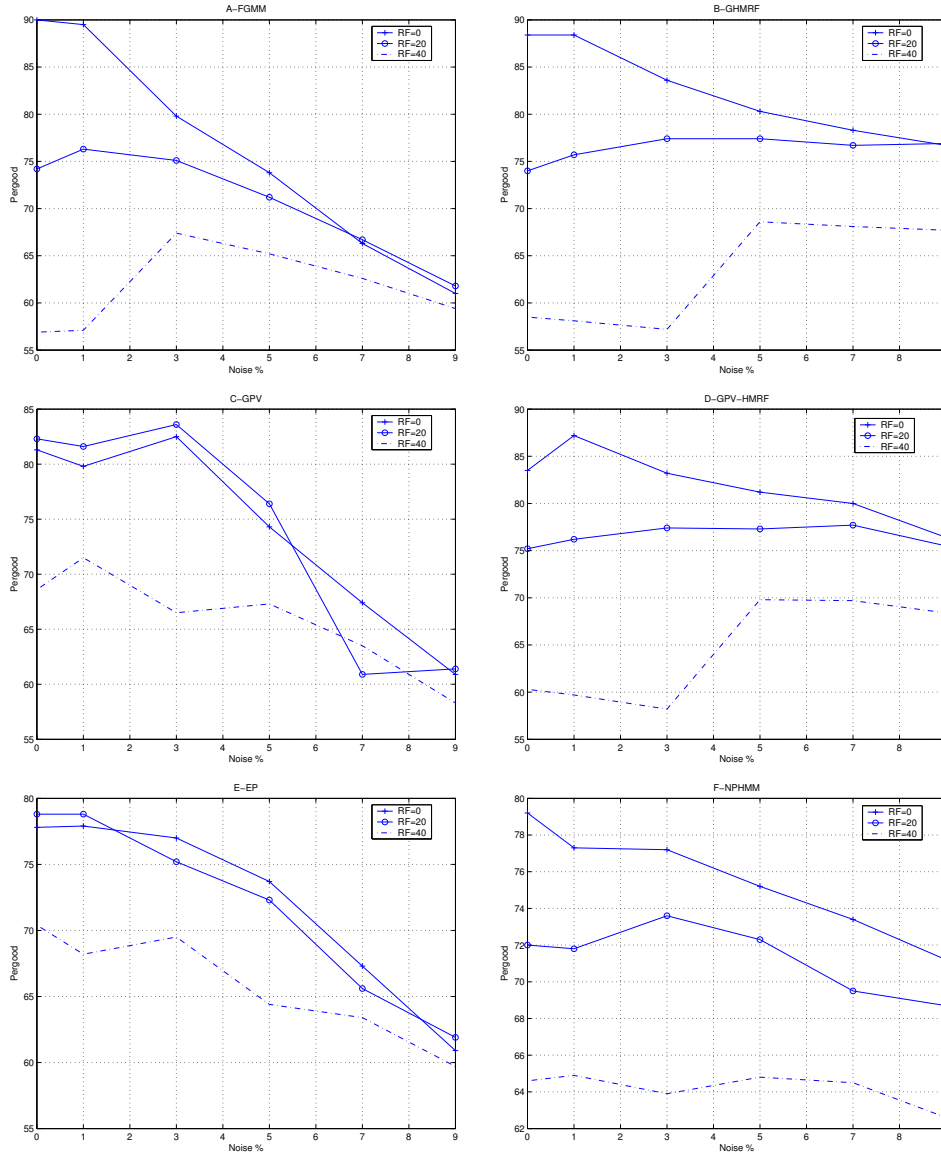 A-FGMM
90
85
80
75
70
65
60
55
Pergood
0 1 2 3 4 5 6 7 8 9
Noise %
RF=0
RF=20
RF=40
B-GHMRF
90
85
80
75
70
65
60
55
Pergood
0 1 2 3 4 5 6 7 8
Noise %
RF=0
RF=20
RF=40
C-GPV
85
80
75
70
65
60
55
Pergood
0 1 2 3 4 5 6 7 8 9
Noise %
RF=0
RF=20
RF=40
D-GPV-HMRF
90
85
80
75
70
65
60
55
Pergood
0 1 2 3 4 5 6 7 8
Noise %
RF=0
RF=20
RF=40
E-EP
80
75
70
65
60
55
Pergood
0 1 2 3 4 5 6 7 8 9
Noise %
RF=0
RF=20
RF=40
F-NPHMM
80
78
76
74
72
70
68
66
64
62
Pergood
0 1 2 3 4 5 6 7 8
Noise %
RF=0
RF=20
RF=40